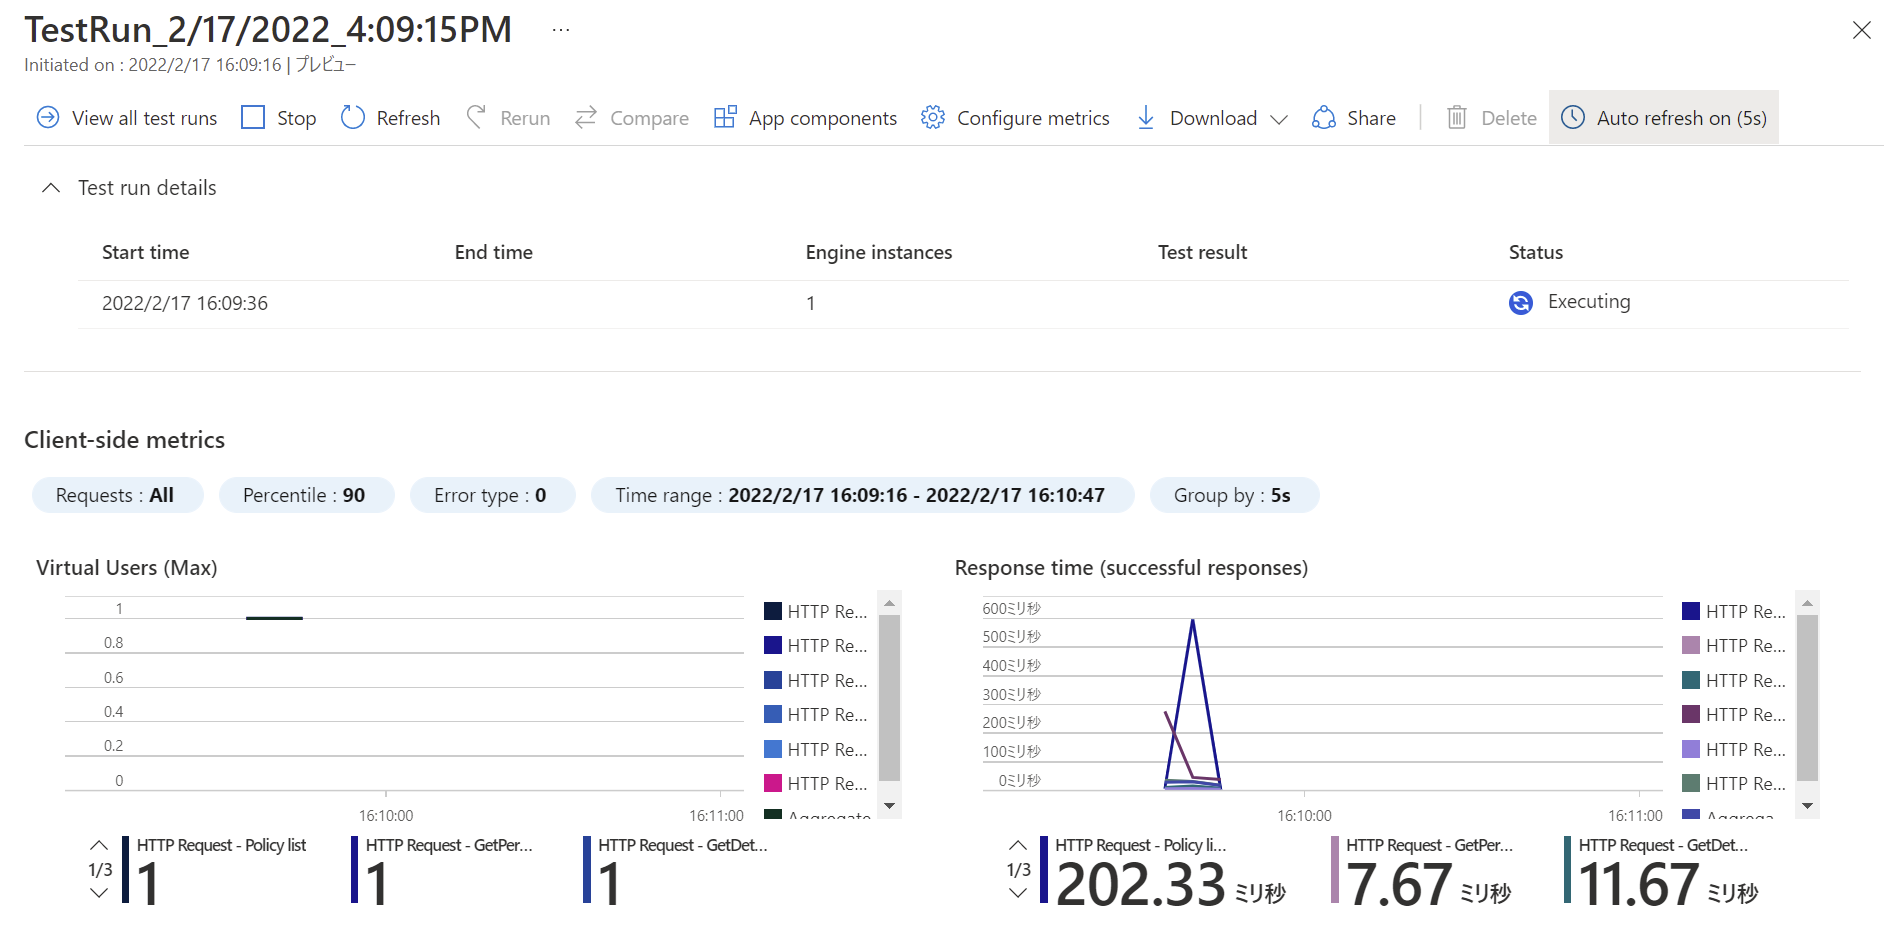 TestRun_2/17/2022_4:09:15PM ...
Initiated on : 2022/2/17 16:09:16 | プレビュー
View all test runs Stop Refresh Rerun Compare App components Configure metrics Download Share Delete Auto refresh on (5s)
Test run details
Start time End time Engine instances Test result Status
2022/2/17 16:09:36 1 Executing
Client-side metrics
Requests : All Percentile : 90 Error type : 0 Time range : 2022/2/17 16:09:16 - 2022/2/17 16:10:47 Group by : 5s
Virtual Users (Max)
1
0.8
0.6
0.4
0.2
0
16:10:00 16:11:00
HTTP Re...
HTTP Re...
HTTP Re...
HTTP Re...
HTTP Re...
HTTP Re...
Aggregate
1/3
HTTP Request - Policy list
1
HTTP Request - GetPer...
1
HTTP Request - GetDet...
1
Response time (successful responses)
600ミリ秒
500ミリ秒
400ミリ秒
300ミリ秒
200ミリ秒
100ミリ秒
0ミリ秒
16:10:00 16:11:00
HTTP Re...
HTTP Re...
HTTP Re...
HTTP Re...
HTTP Re...
HTTP Re...
Aggrega
1/3
HTTP Request - Policy li...
202.33 ミリ秒
HTTP Request - GetPer...
7.67 ミリ秒
HTTP Request - GetDet...
11.67 ミリ秒